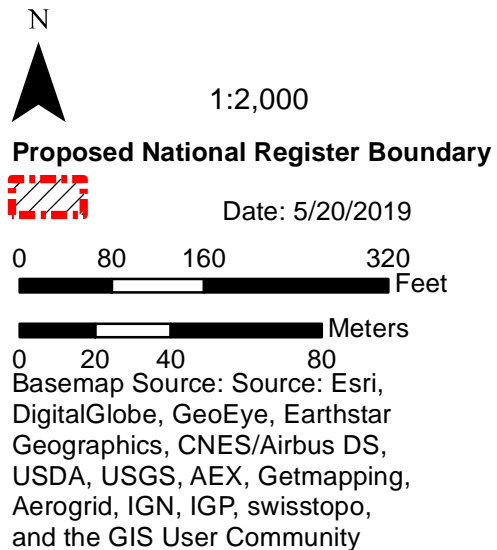 N
1:2,000
Proposed National Register Boundary
Date: 5/20/2019
0 80 160 320
Feet
Meters
0 20 40 80
Basemap Source: Source: Esri,
DigitalGlobe, GeoEye, Earthstar
Geographics, CNES/Airbus DS,
USDA, USGS, AEX, Getmapping,
Aerogrid, IGN, IGP, swisstopo,
and the GIS User Community